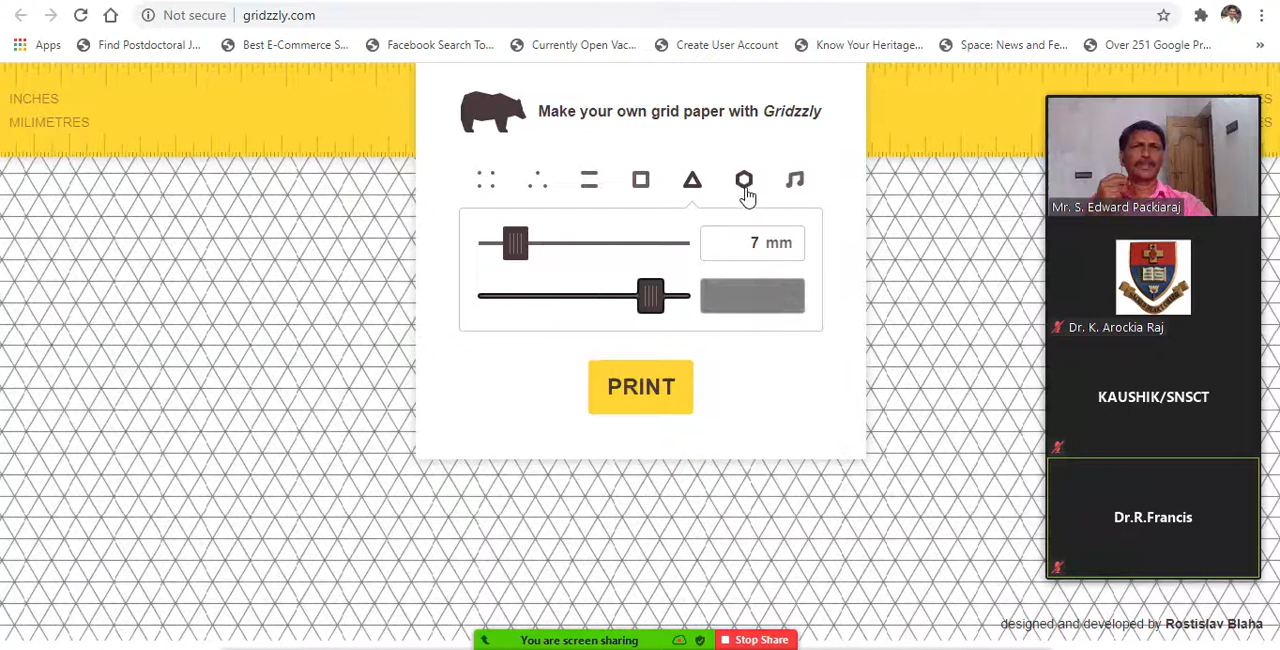 Not secure gridzzly.com
Apps Find Postdoctoral J... Best E-Commerce S... Facebook Search To... Currently Open Vac... Create User Account Know Your Heritage... Space: News and Fe... Over 251 Google Pr... »
INCHES
MILIMETRES
Make your own grid paper with Gridzzly
7 mm
PRINT
Mr. S. Edward Packiaraj
Dr. K. Arockia Raj
KAUSHIK/SNSCT
Dr.R.Francis
designed and developed by Rostislav Blaha
You are screen sharing Stop Share